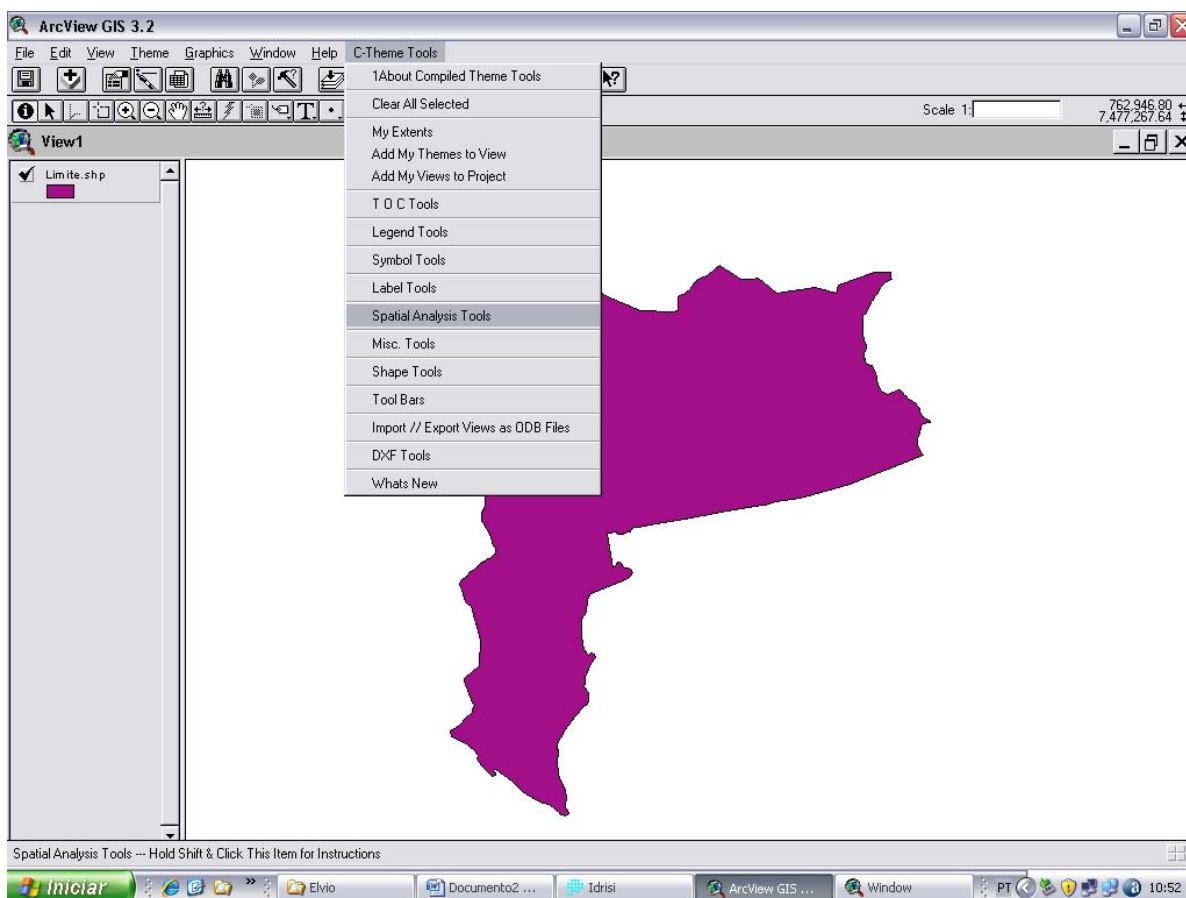 ArcView GIS 3.2
File Edit View Theme Graphics Window Help C-Theme Tools
1About Compiled Theme Tools
Clear All Selected
My Extents
Add My Themes to View
Add My Views to Project
T O C Tools
Legend Tools
Symbol Tools
Label Tools
Spatial Analysis Tools
Misc. Tools
Shape Tools
Tool Bars
Import // Export Views as ODB Files
DXF Tools
Whats New
Scale 1:
762,946.80
7,477,267.64
View1
Limite.shp
Spatial Analysis Tools --- Hold Shift & Click This Item for Instructions
Iniciar » Elvio Documento2 ... Idrisi ArcView GIS ... Window PT 10:52